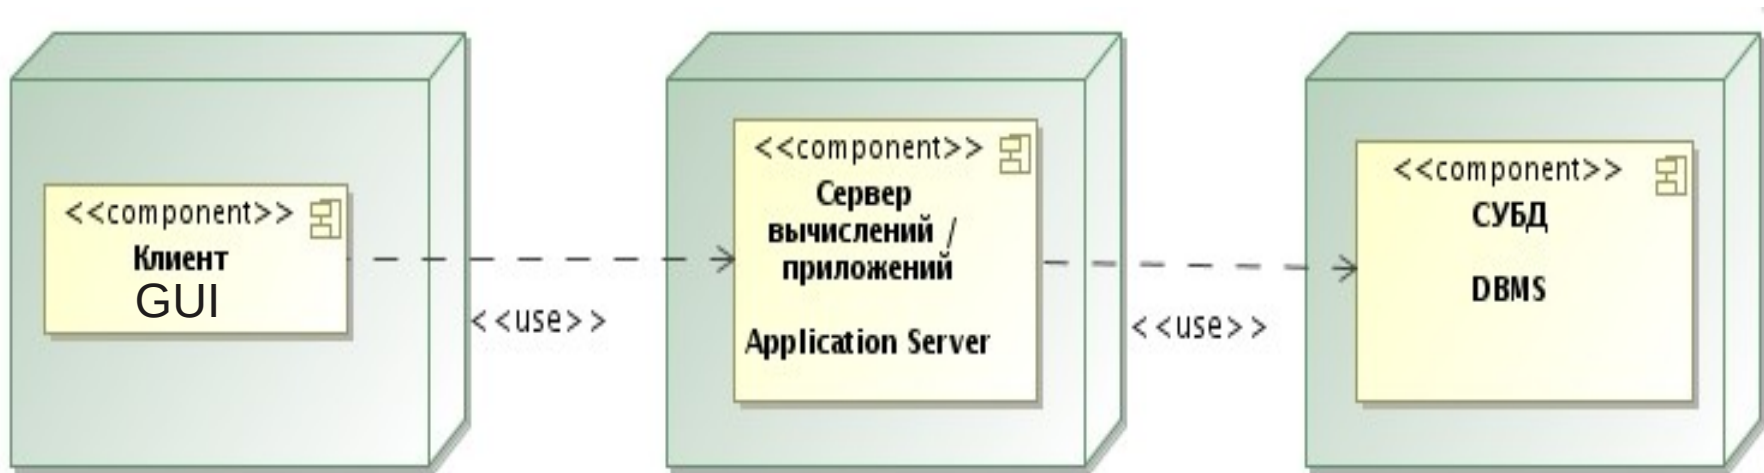 <<component>>
Клиент
GUI
<<use>>
<<component>>
Сервер
вычислений /
приложений
Application Server
<<use>>
<<component>>
СУБД
DBMS